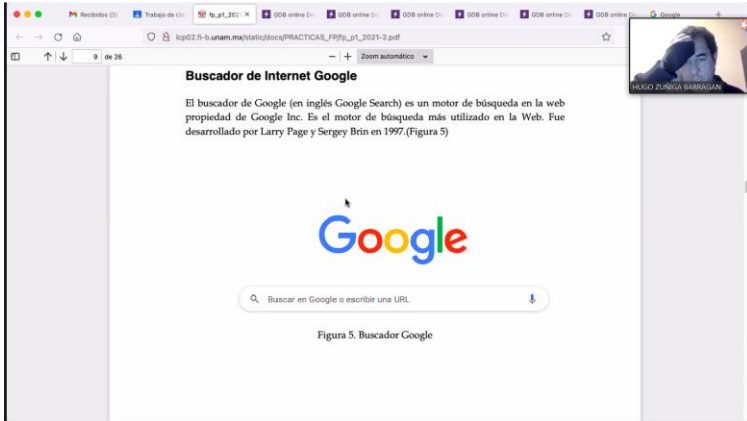 Recibidos (3)
Trabajo de cla
fp_p1_2021-
GDB online De
GDB online De
GDB online De
GDB online De
GDB online De
GDB online De
Google
lcp02.fi-b.unam.mx/static/docs/PRACTICAS_FP/fp_p1_2021-2.pdf
9 de 26
Zoom automático
HUGO ZUÑIGA BARRAGAN
Buscador de Internet Google
El buscador de Google (en inglés Google Search) es un motor de búsqueda en la web
propiedad de Google Inc. Es el motor de búsqueda más utilizado en la Web. Fue
desarrollado por Larry Page y Sergey Brin en 1997.(Figura 5)
Google
Buscar en Google o escribir una URL
Figura 5. Buscador Google